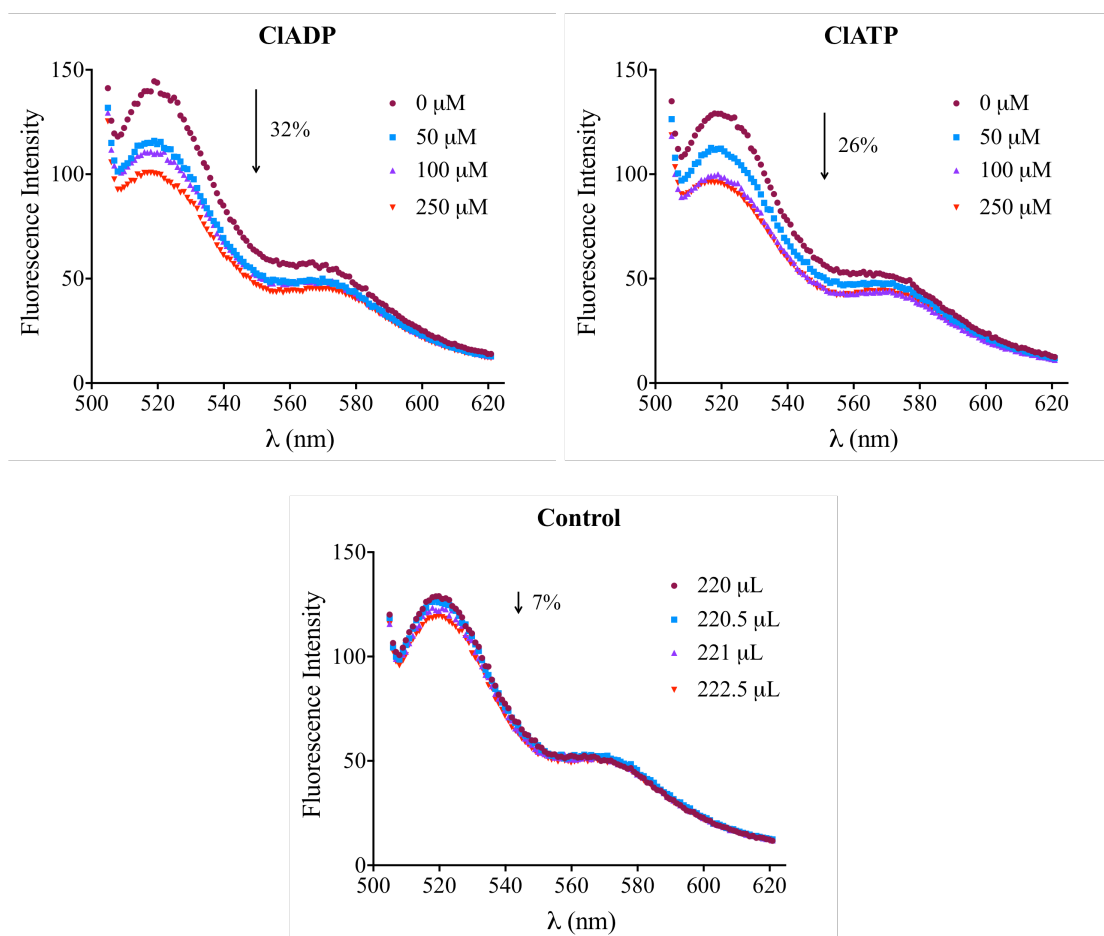 ClADP
Fluorescence Intensity
150
100
50
0
32%
0 μM
50 μM
100 μM
250 μM
500 520 540 560 580 600 620
λ (nm)
ClATP
Fluorescence Intensity
150
100
50
0
26%
0 μM
50 μM
100 μM
250 μM
500 520 540 560 580 600 620
λ (nm)
Control
Fluorescence Intensity
150
100
50
0
7%
220 μL
220.5 μL
221 μL
222.5 μL
500 520 540 560 580 600 620
λ (nm)